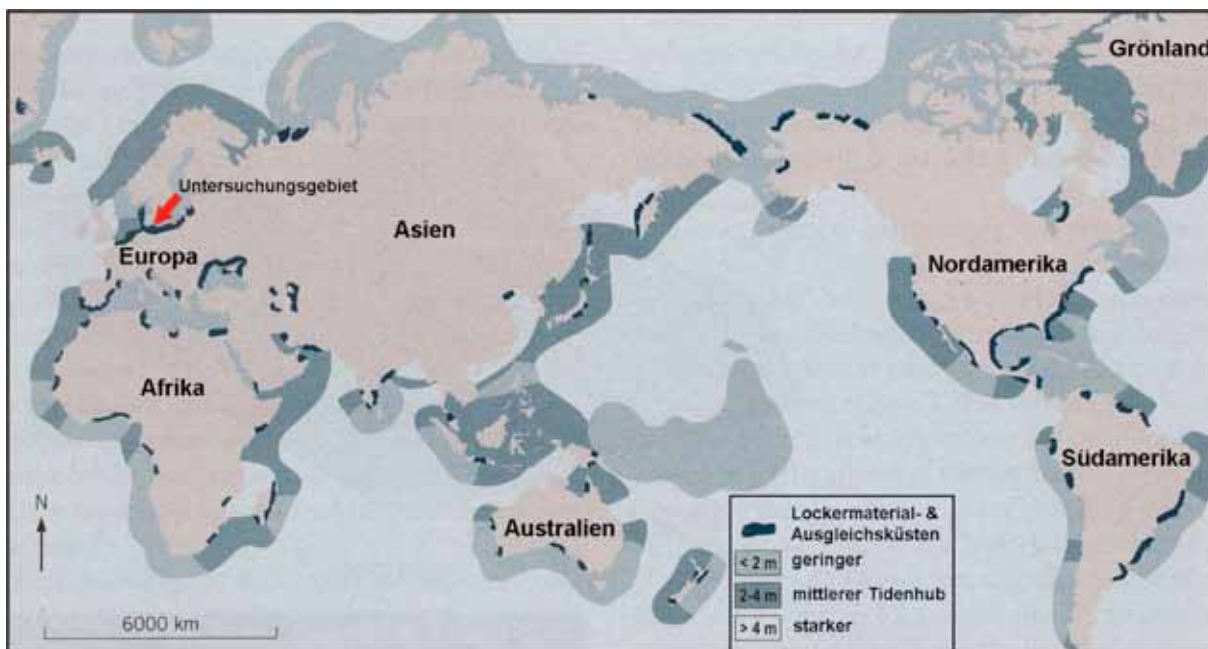 Grönland
Untersuchungsgebiet
Asien
Europa
Nordamerika
Afrika
Südamerika
Australien
N
6000 km
Lockermaterial- &
Ausgleichsküsten
< 2 m geringer
2-4 m mittlerer Tidenhub
> 4 m starker